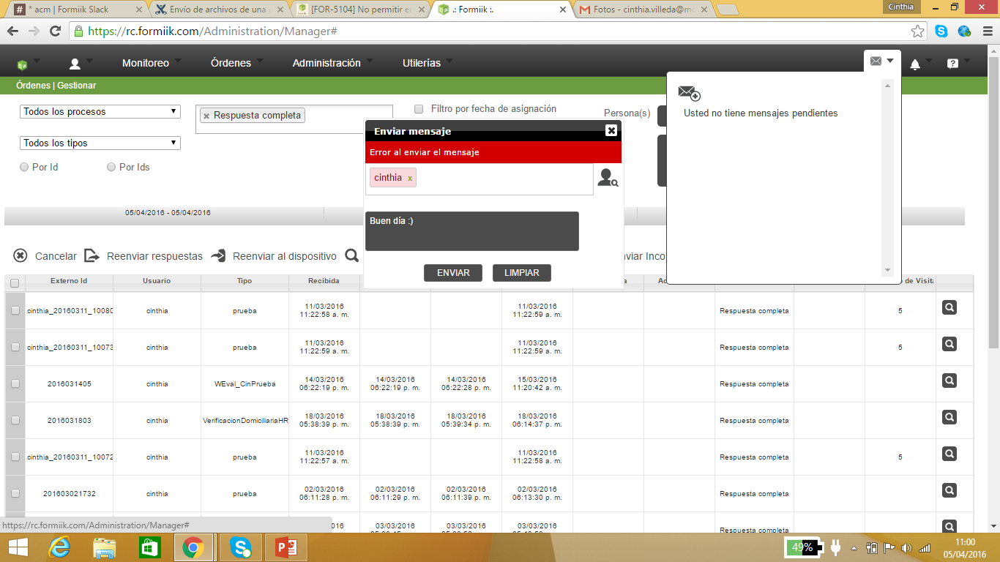 * acm | Formiik Slack
Envío de archivos de una
[FOR-5104] No permitir en
.: Formiik :.
Fotos - cinthia.villeda@mc
Cinthia
https://rc.formiik.com/Administration/Manager#
Monitoreo
Órdenes
Administración
Utilerías
Órdenes | Gestionar
Todos los procesos
Respuesta completa
Filtro por fecha de asignación
Persona(s)
Todos los tipos
Por Id
Por Ids
Usted no tiene mensajes pendientes
Enviar mensaje
Error al enviar el mensaje
cinthia x
Buen día :)
ENVIAR
LIMPIAR
05/04/2016 - 05/04/2016
Cancelar
Reenviar respuestas
Reenviar al dispositivo
nviar Inco
Externo Id Usuario Tipo Recibida de Visita
cinthia_20160311_10080 cinthia prueba 11/03/2016 11/03/2016 Respuesta completa 5
11:22:58 a. m. 11:22:59 a. m.
cinthia_20160311_10073 cinthia prueba 11/03/2016 11/03/2016 Respuesta completa 5
11:22:59 a. m. 11:22:59 a. m.
2016031405 cinthia WEval_CinPrueba 14/03/2016 14/03/2016 14/03/2016 15/03/2016 Respuesta completa
06:22:19 p. m. 06:22:19 p. m. 06:22:28 p. m. 11:20:42 a. m.
2016031803 cinthia VerificacionDomiciliariaHR 18/03/2016 18/03/2016 18/03/2016 18/03/2016 Respuesta completa
05:38:39 p. m. 05:38:39 p. m. 05:39:34 p. m. 06:14:37 p. m.
cinthia_20160311_10072 cinthia prueba 11/03/2016 11/03/2016 Respuesta completa 5
11:22:57 a. m. 11:22:58 a. m.
201603021732 cinthia 02/03/2016 02/03/2016 02/03/2016 02/03/2016 Respuesta completa
prueba 06:11:28 p. m. 06:11:29 p. m. 06:11:39 p. m. 06:13:30 p. m.
2016 03/03/2016 03/03/2016 03/03/2016 Respuesta completa
https://rc.formiik.com/Administration/Manager#
49%
11:00
05/04/2016